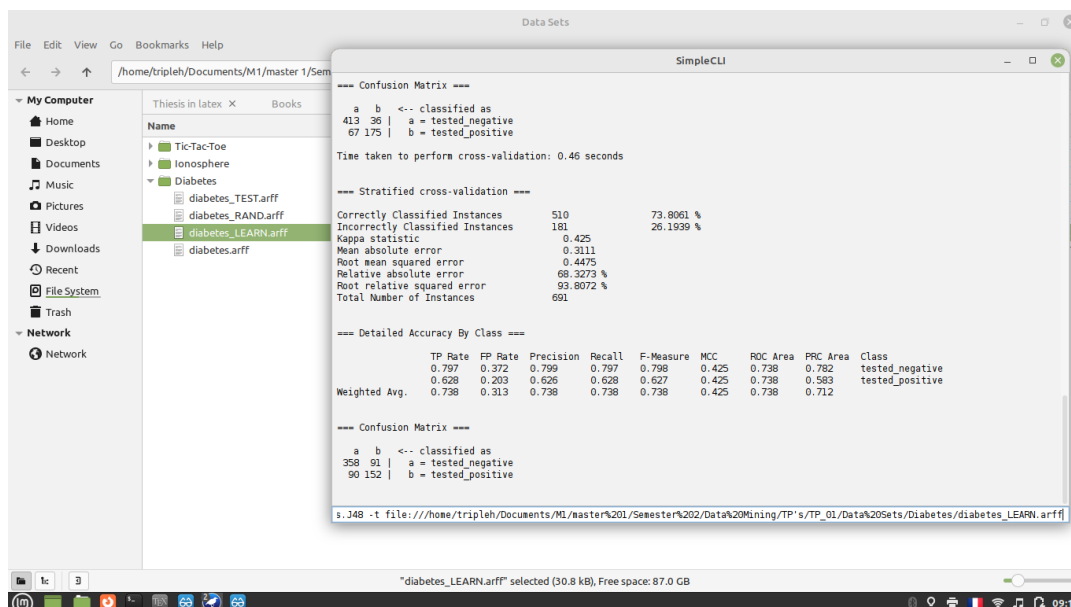 Data Sets
File Edit View Go Bookmarks Help
/home/tripleh/Documents/M1/master 1/Sem
My Computer
Home
Desktop
Documents
Music
Pictures
Videos
Downloads
Recent
File System
Trash
Network
Network
Thiesis in latex
Books
Name
Tic-Tac-Toe
Ionosphere
Diabetes
diabetes_TEST.arff
diabetes_RAND.arff
diabetes_LEARN.arff
diabetes.arff
SimpleCLI
=== Confusion Matrix ===
a b <-- classified as
413 36 | a = tested_negative
67 175 | b = tested_positive
Time taken to perform cross-validation: 0.46 seconds
=== Stratified cross-validation ===
Correctly Classified Instances 510 73.8061 %
Incorrectly Classified Instances 181 26.1939 %
Kappa statistic 0.425
Mean absolute error 0.3111
Root mean squared error 0.4475
Relative absolute error 68.3273 %
Root relative squared error 93.8072 %
Total Number of Instances 691
=== Detailed Accuracy By Class ===
TP Rate FP Rate Precision Recall F-Measure MCC ROC Area PRC Area Class
0.797 0.372 0.799 0.797 0.798 0.425 0.738 0.782 tested_negative
0.628 0.203 0.626 0.628 0.627 0.425 0.738 0.583 tested_positive
Weighted Avg. 0.738 0.313 0.738 0.738 0.738 0.425 0.738 0.712
=== Confusion Matrix ===
a b <-- classified as
358 91 | a = tested_negative
90 152 | b = tested_positive
s.J48 -t file:///home/tripleh/Documents/M1/master%201/Semester%202/Data%20Mining/TP's/TP_01/Data%20Sets/Diabetes/diabetes_LEARN.arff
"diabetes_LEARN.arff" selected (30.8 kB), Free space: 87.0 GB